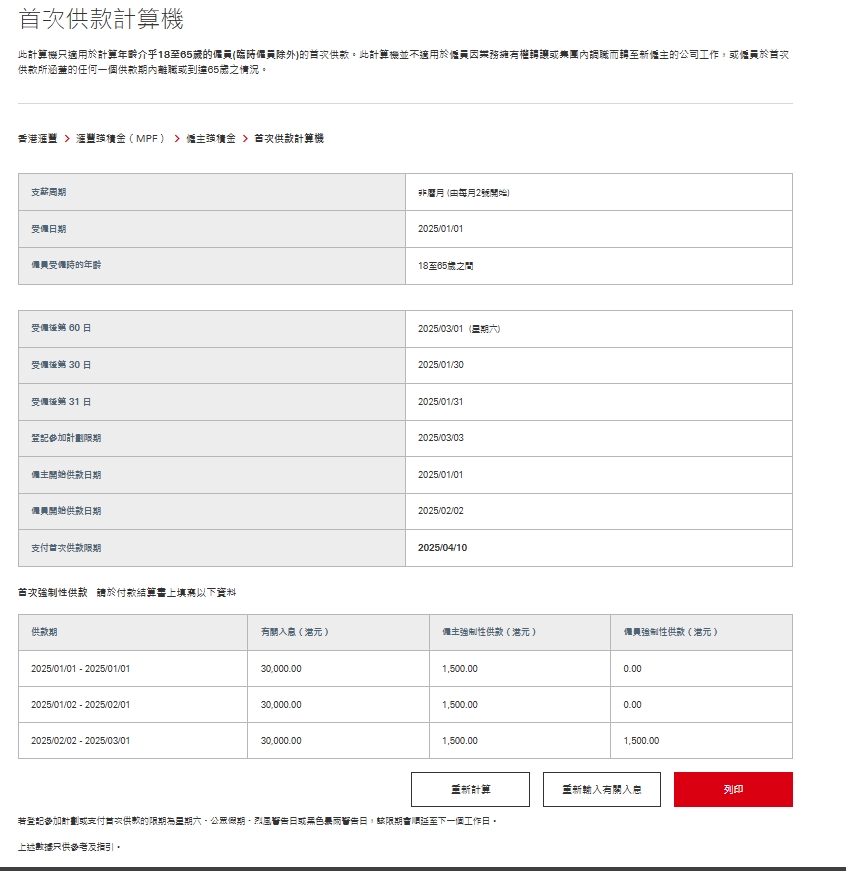 首次供款計算機
此計算機只適用於計算年齡介乎18至65歲的僱員(臨時僱員除外)的首次供款。此計算機並不適用於僱員因業務擁有權轉讓或集團內調職而轉至新僱主的公司工作，或僱員於首次
供款所涵蓋的任何一個供款期內離職或到達65歲之情況。
香港滙豐 > 滙豐強積金（MPF） > 僱主強積金 > 首次供款計算機
支薪周期 非曆月 (由每月2號開始)
受僱日期 2025/01/01
僱員受僱時的年齡 18至65歲之間
受僱後第 60 日 2025/03/01 (星期六)
受僱後第 30 日 2025/01/30
受僱後第 31 日 2025/01/31
登記參加計劃限期 2025/03/03
僱主開始供款日期 2025/01/01
僱員開始供款日期 2025/02/02
支付首次供款限期 2025/04/10
首次強制性供款 請於付款結算書上填寫以下資料
供款期 有關入息（港元） 僱主強制性供款（港元） 僱員強制性供款（港元）
2025/01/01 - 2025/01/01 30,000.00 1,500.00 0.00
2025/01/02 - 2025/02/01 30,000.00 1,500.00 0.00
2025/02/02 - 2025/03/01 30,000.00 1,500.00 1,500.00
重新計算 重新輸入有關入息 列印
若登記參加計劃或支付首次供款的限期為星期六、公眾假期、烈風警告日或黑色暴雨警告日，該限期會順延至下一個工作日。
上述數據只供參考及指引。